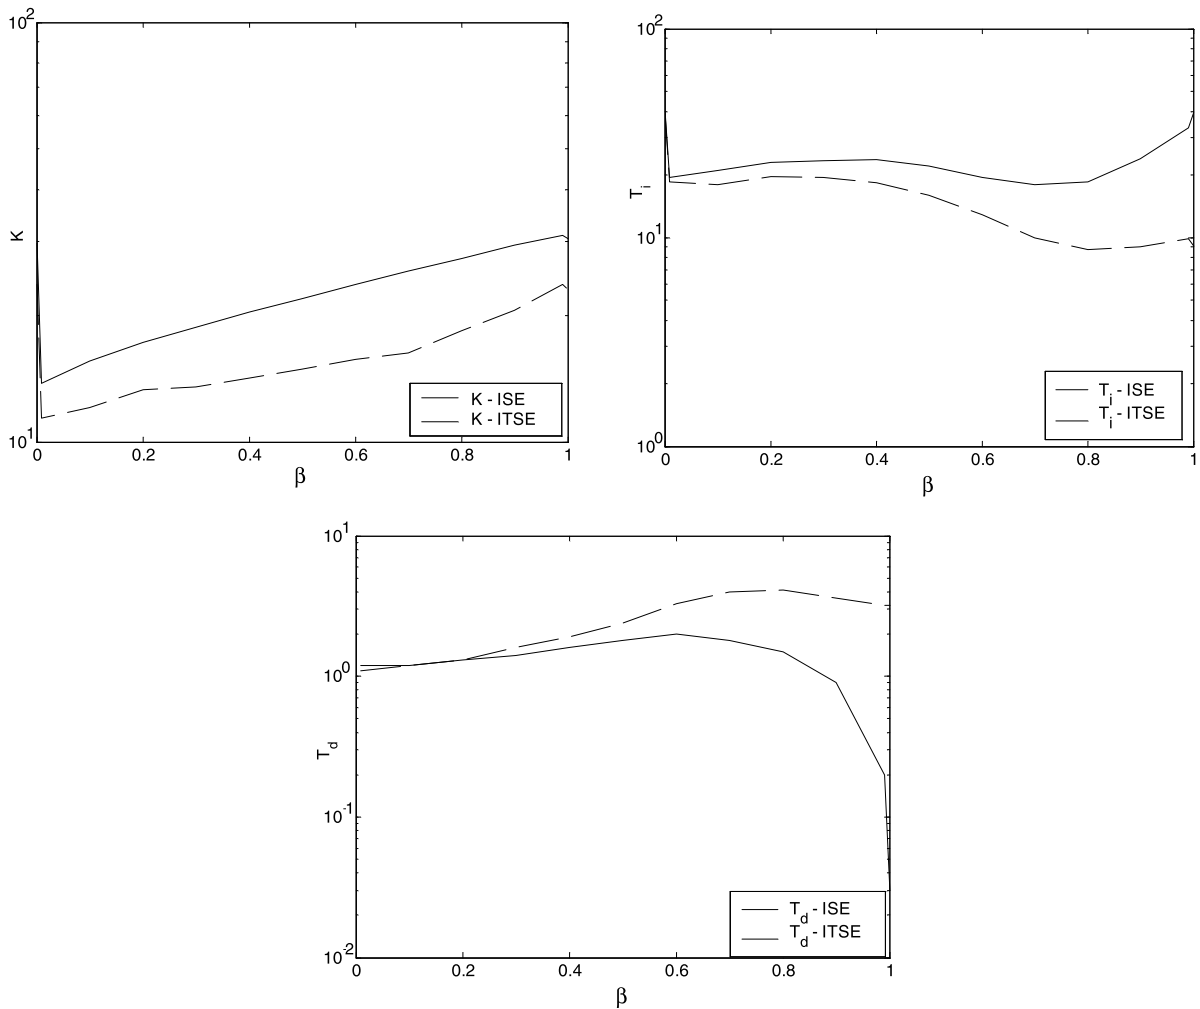 10^2
K
10^1
0 0.2 0.4 0.6 0.8 1
β
K - ISE
K - ITSE
10^2
T_i
10^1
10^0
0 0.2 0.4 0.6 0.8 1
β
T_i - ISE
T_i - ITSE
10^1
10^0
T_d
10^-1
10^-2
0 0.2 0.4 0.6 0.8 1
β
T_d - ISE
T_d - ITSE